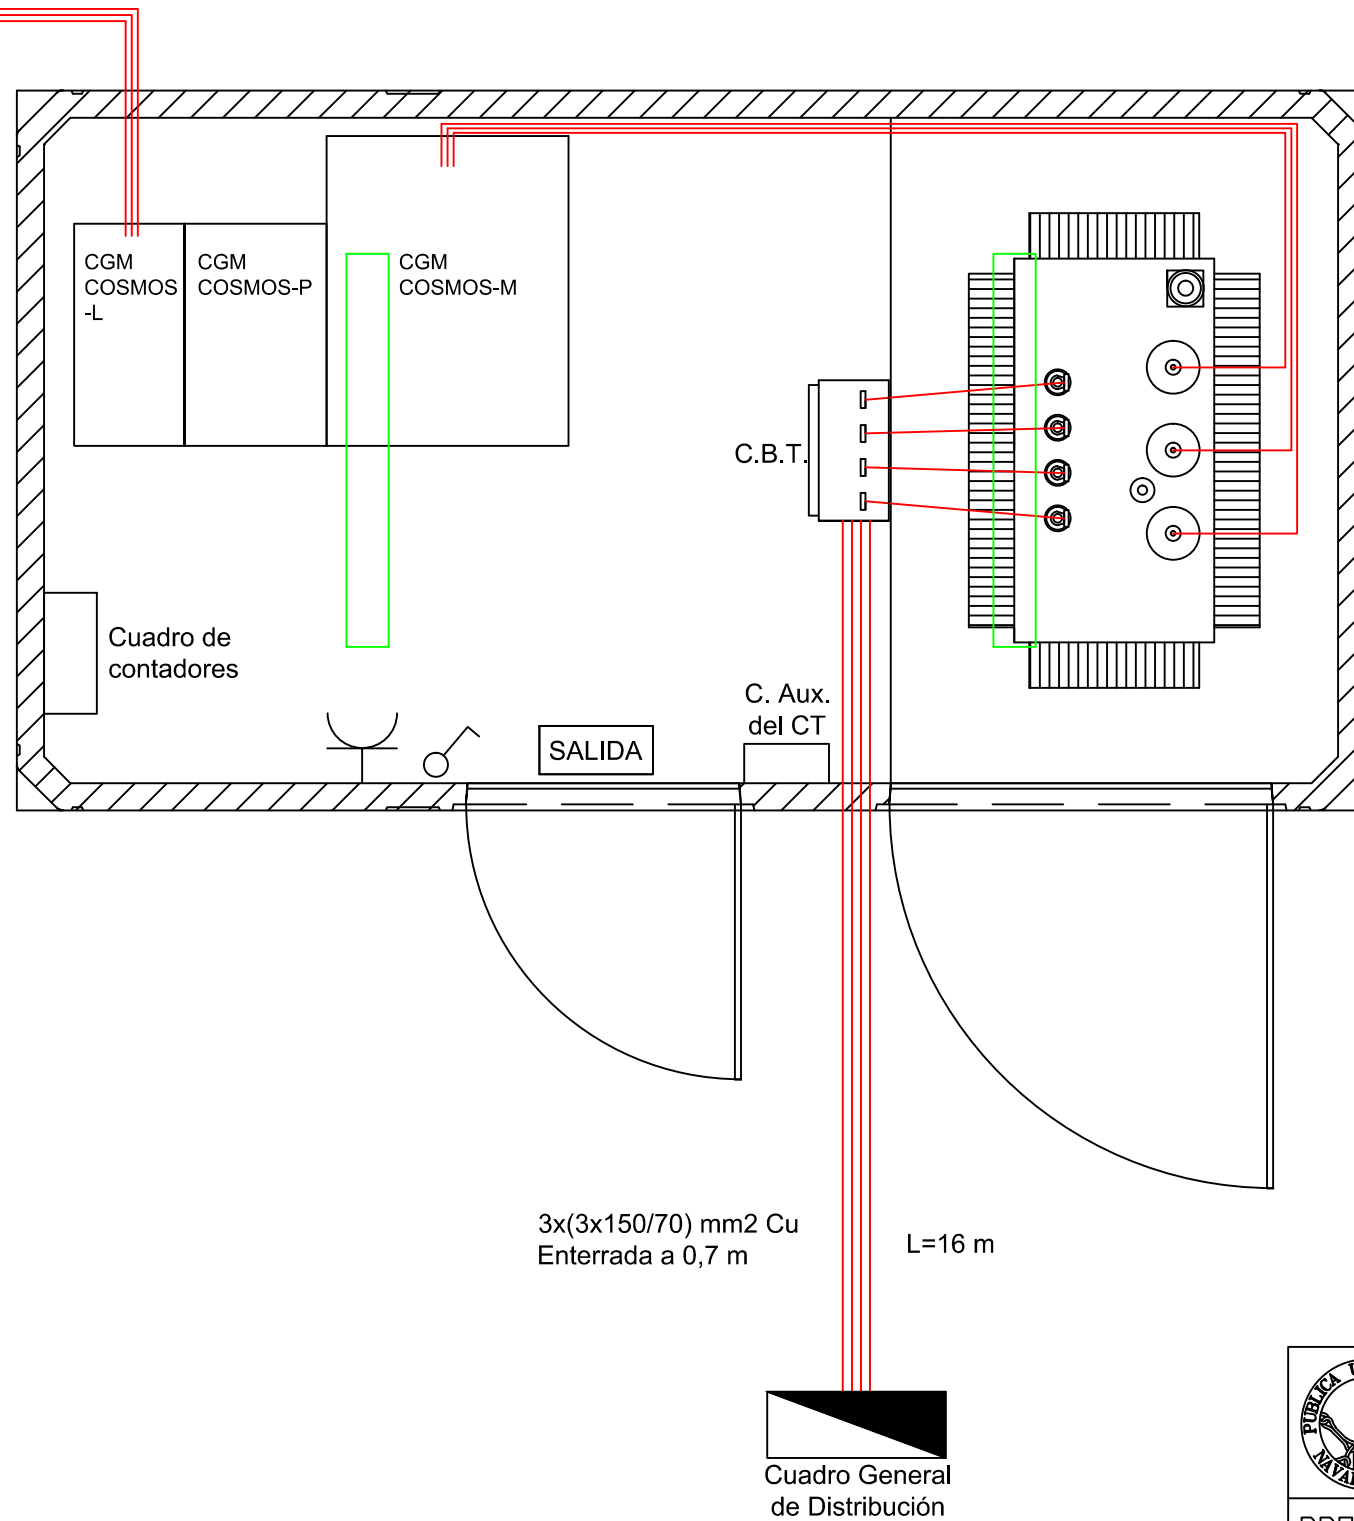 CGM
COSMOS
-L
CGM
COSMOS-P
CGM
COSMOS-M
C.B.T.
Cuadro de
contadores
C. Aux.
del CT
SALIDA
3x(3x150/70) mm2 Cu
Enterrada a 0,7 m
L=16 m
Cuadro General
de Distribución
PUBLICA